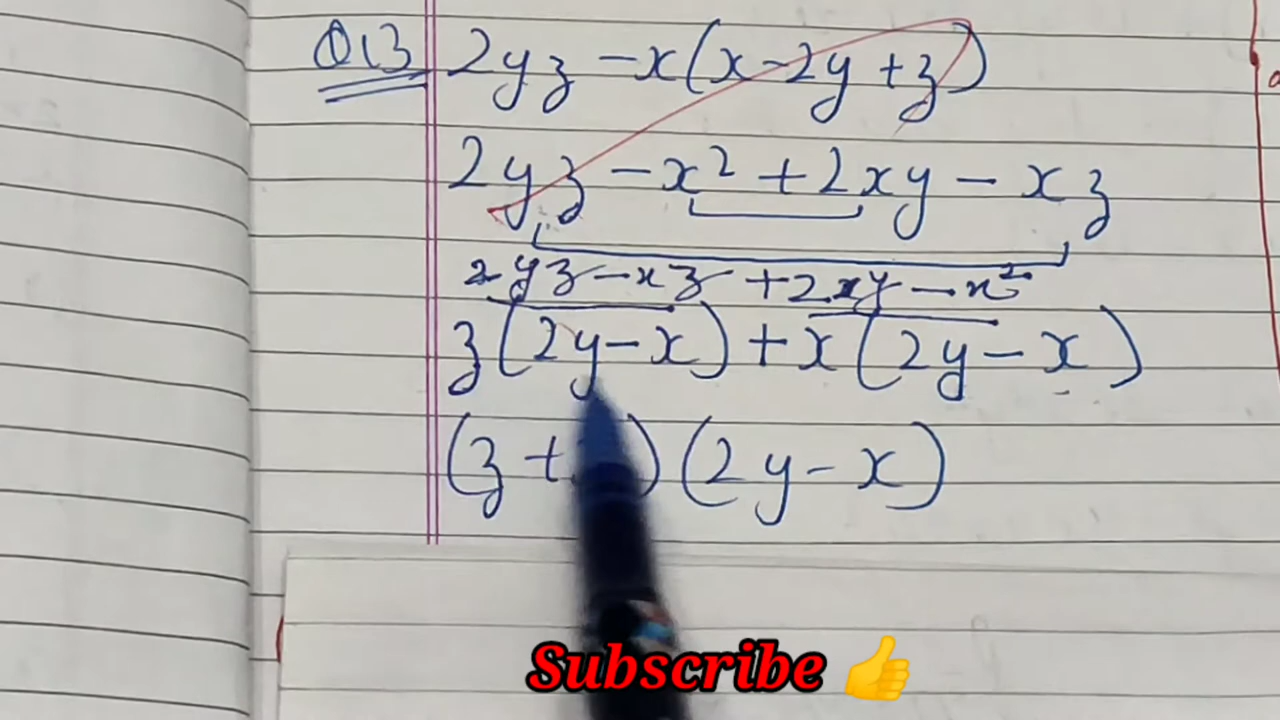 Q13 2yz - x(x - 2y + z)
2yz - x² + 2xy - xz
2yz - xz + 2xy - x²
z(2y - x) + x(2y - x)
(z + ) (2y - x)
Subscribe 👍